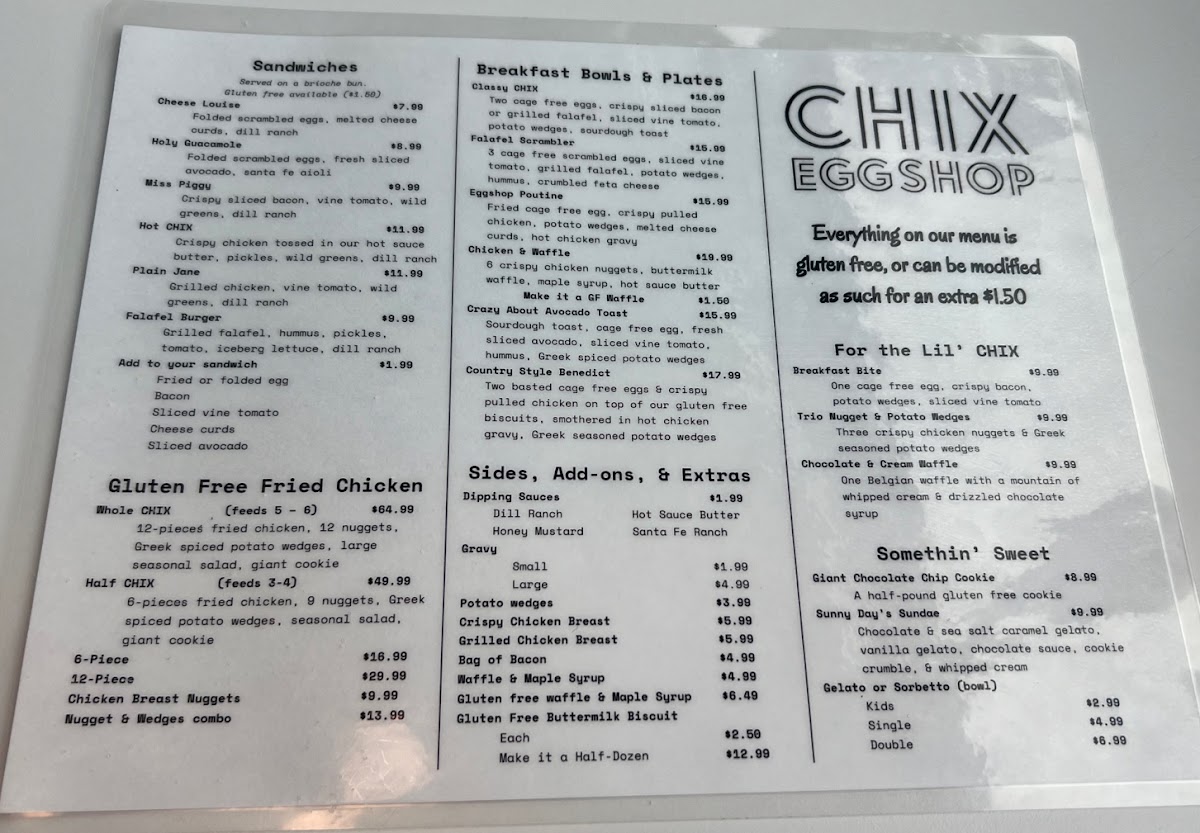 Sandwiches
Served on a brioche bun.
Gluten free available ($1.50)
Cheese Louise $7.99
Folded scrambled eggs, melted cheese
curds, dill ranch
Holy Guacamole $8.99
Folded scrambled eggs, fresh sliced
avocado, santa fe aioli
Miss Piggy $9.99
Crispy sliced bacon, vine tomato, wild
greens, dill ranch
Hot CHIX $11.99
Crispy chicken tossed in our hot sauce
butter, pickles, wild greens, dill ranch
Plain Jane $11.99
Grilled chicken, vine tomato, wild
greens, dill ranch
Falafel Burger $9.99
Grilled falafel, hummus, pickles,
tomato, iceberg lettuce, dill ranch
Add to your sandwich $1.99
Fried or folded egg
Bacon
Sliced vine tomato
Cheese curds
Sliced avocado
Gluten Free Fried Chicken
Whole CHIX (feeds 5 - 6) $64.99
12-pieces fried chicken, 12 nuggets,
Greek spiced potato wedges, large
seasonal salad, giant cookie
Half CHIX (feeds 3-4) $49.99
6-pieces fried chicken, 9 nuggets, Greek
spiced potato wedges, seasonal salad,
giant cookie
6-Piece $16.99
12-Piece $29.99
Chicken Breast Nuggets $9.99
Nugget & Wedges combo $13.99
Breakfast Bowls & Plates
Classy CHIX $16.99
Two cage free eggs, crispy sliced bacon
or grilled falafel, sliced vine tomato,
potato wedges, sourdough toast
Falafel Scrambler $15.99
3 cage free scrambled eggs, sliced vine
tomato, grilled falafel, potato wedges,
hummus, crumbled feta cheese
Eggshop Poutine $15.99
Fried cage free egg, crispy pulled
chicken, potato wedges, melted cheese
curds, hot chicken gravy
Chicken & Waffle $19.99
6 crispy chicken nuggets, buttermilk
waffle, maple syrup, hot sauce butter
Make it a GF Waffle $1.50
Crazy About Avocado Toast $15.99
Sourdough toast, cage free egg, fresh
sliced avocado, sliced vine tomato,
hummus, Greek spiced potato wedges
Country Style Benedict $17.99
Two basted cage free eggs & crispy
pulled chicken on top of our gluten free
biscuits, smothered in hot chicken
gravy, Greek seasoned potato wedges
Sides, Add-ons, & Extras
Dipping Sauces $1.99
Dill Ranch Hot Sauce Butter
Honey Mustard Santa Fe Ranch
Gravy
Small $1.99
Large $4.99
Potato wedges $3.99
Crispy Chicken Breast $5.99
Grilled Chicken Breast $5.99
Bag of Bacon $4.99
Waffle & Maple Syrup $4.99
Gluten free waffle & Maple Syrup $6.49
Gluten Free Buttermilk Biscuit
Each $2.50
Make it a Half-Dozen $12.99
CHIX
EGGSHOP
Everything on our menu is
gluten free, or can be modified
as such for an extra $1.50
For the Lil' CHIX
Breakfast Bite $9.99
One cage free egg, crispy bacon,
potato wedges, sliced vine tomato
Trio Nugget & Potato Wedges $9.99
Three crispy chicken nuggets & Greek
seasoned potato wedges
Chocolate & Cream Waffle $9.99
One Belgian waffle with a mountain of
whipped cream & drizzled chocolate
syrup
Somethin' Sweet
Giant Chocolate Chip Cookie $8.99
A half-pound gluten free cookie
Sunny Day's Sundae $9.99
Chocolate & sea salt caramel gelato,
vanilla gelato, chocolate sauce, cookie
crumble, & whipped cream
Gelato or Sorbetto (bowl)
Kids $2.99
Single $4.99
Double $6.99